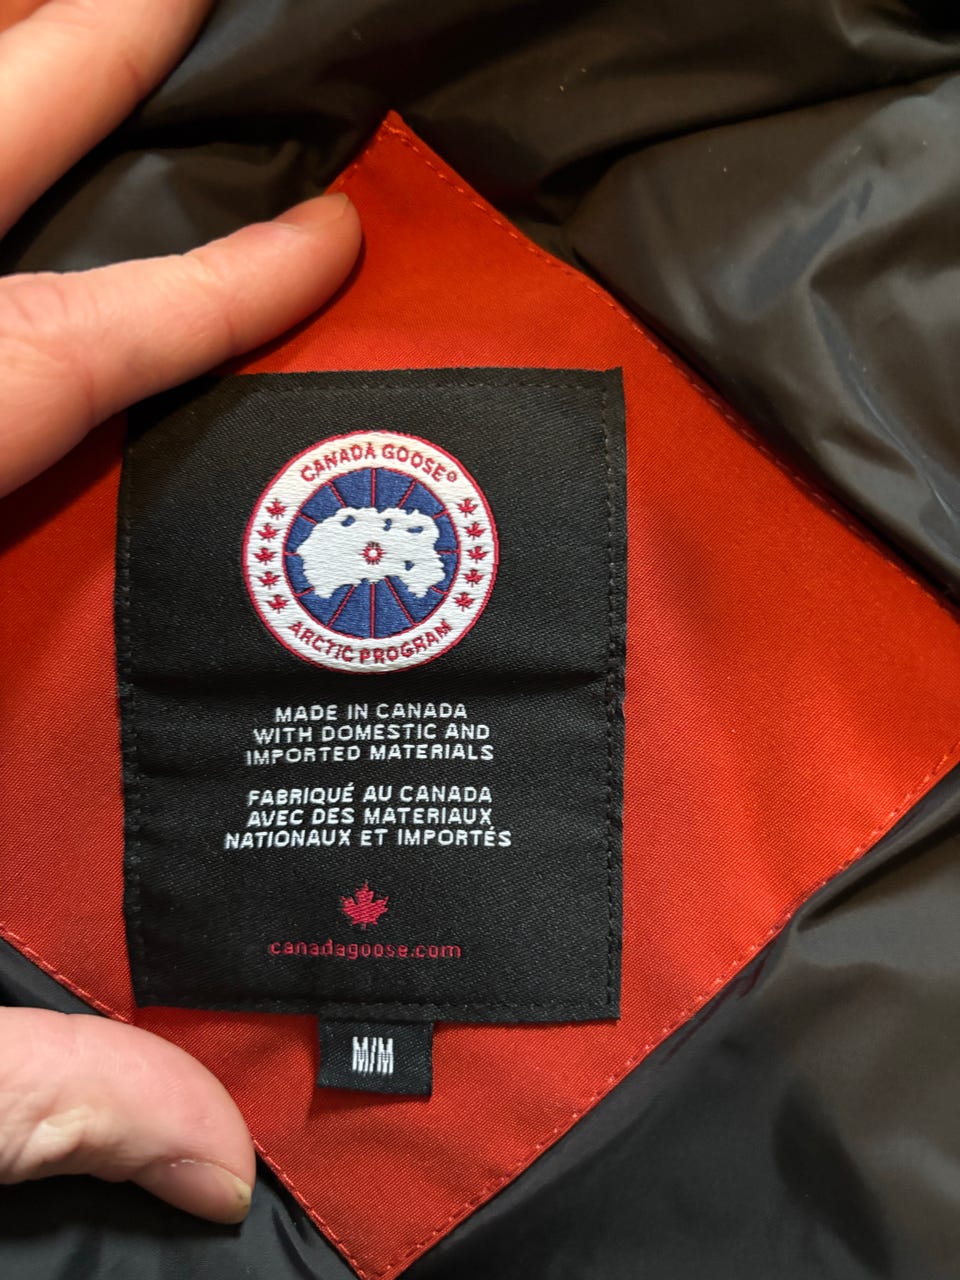 CANADA GOOSE®
ARCTIC PROGRAM
MADE IN CANADA
WITH DOMESTIC AND
IMPORTED MATERIALS
FABRIQUÉ AU CANADA
AVEC DES MATERIAUX
NATIONAUX ET IMPORTÉS
canadagoose.com
M/M